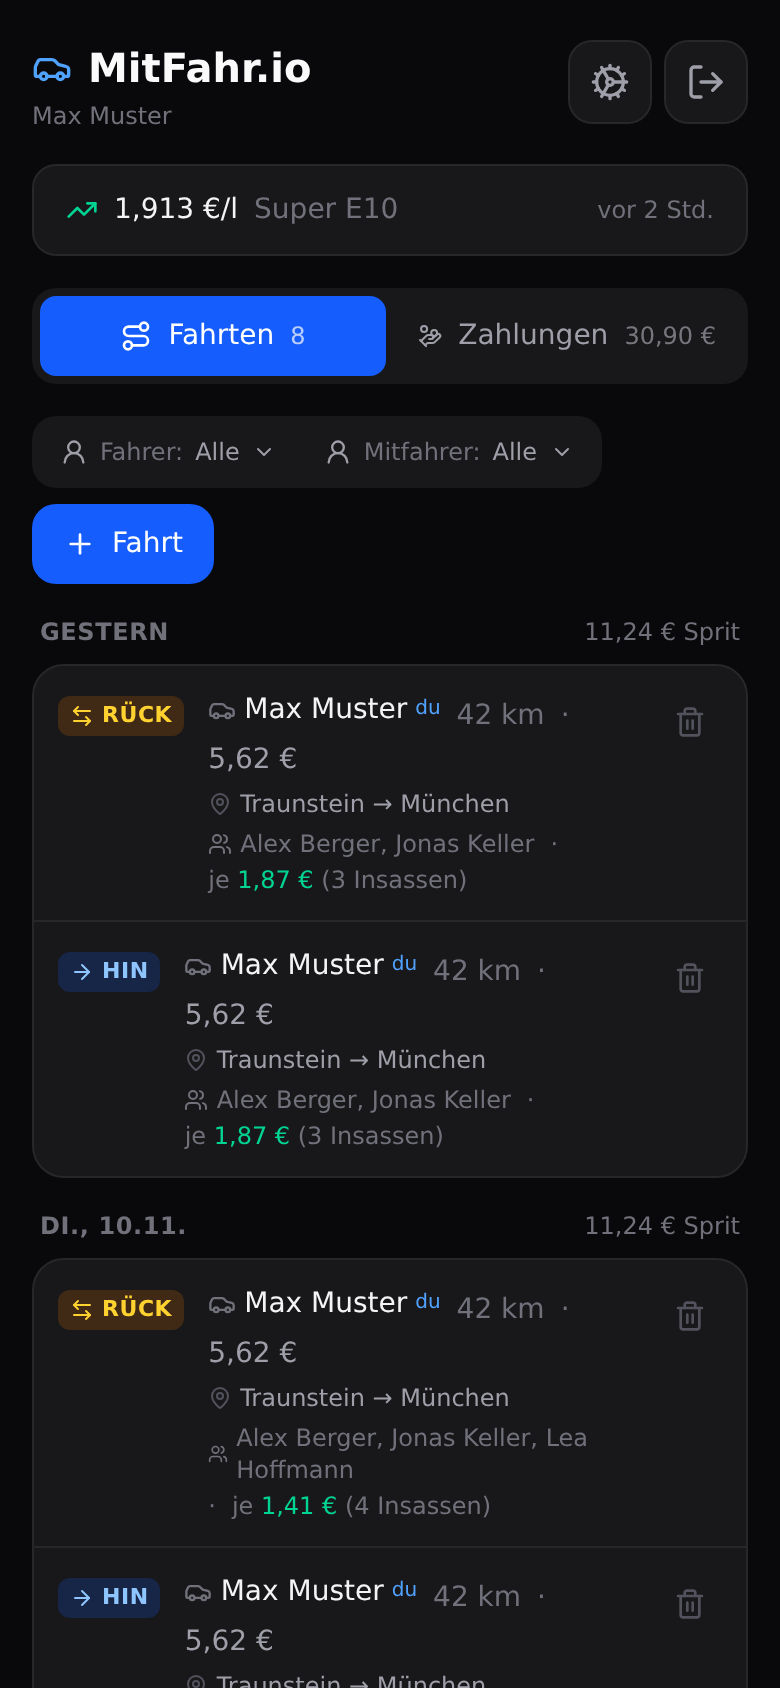 MitFahr.io
Max Muster
1,913 €/l Super E10 vor 2 Std.
Fahrten 8 Zahlungen 30,90 €
Fahrer: Alle Mitfahrer: Alle
+ Fahrt
GESTERN 11,24 € Sprit
RÜCK Max Muster du 42 km ·
5,62 €
Traunstein → München
Alex Berger, Jonas Keller ·
je 1,87 € (3 Insassen)
HIN Max Muster du 42 km ·
5,62 €
Traunstein → München
Alex Berger, Jonas Keller ·
je 1,87 € (3 Insassen)
DI., 10.11. 11,24 € Sprit
RÜCK Max Muster du 42 km ·
5,62 €
Traunstein → München
Alex Berger, Jonas Keller, Lea
Hoffmann
· je 1,41 € (4 Insassen)
HIN Max Muster du 42 km ·
5,62 €
Traunstein → München